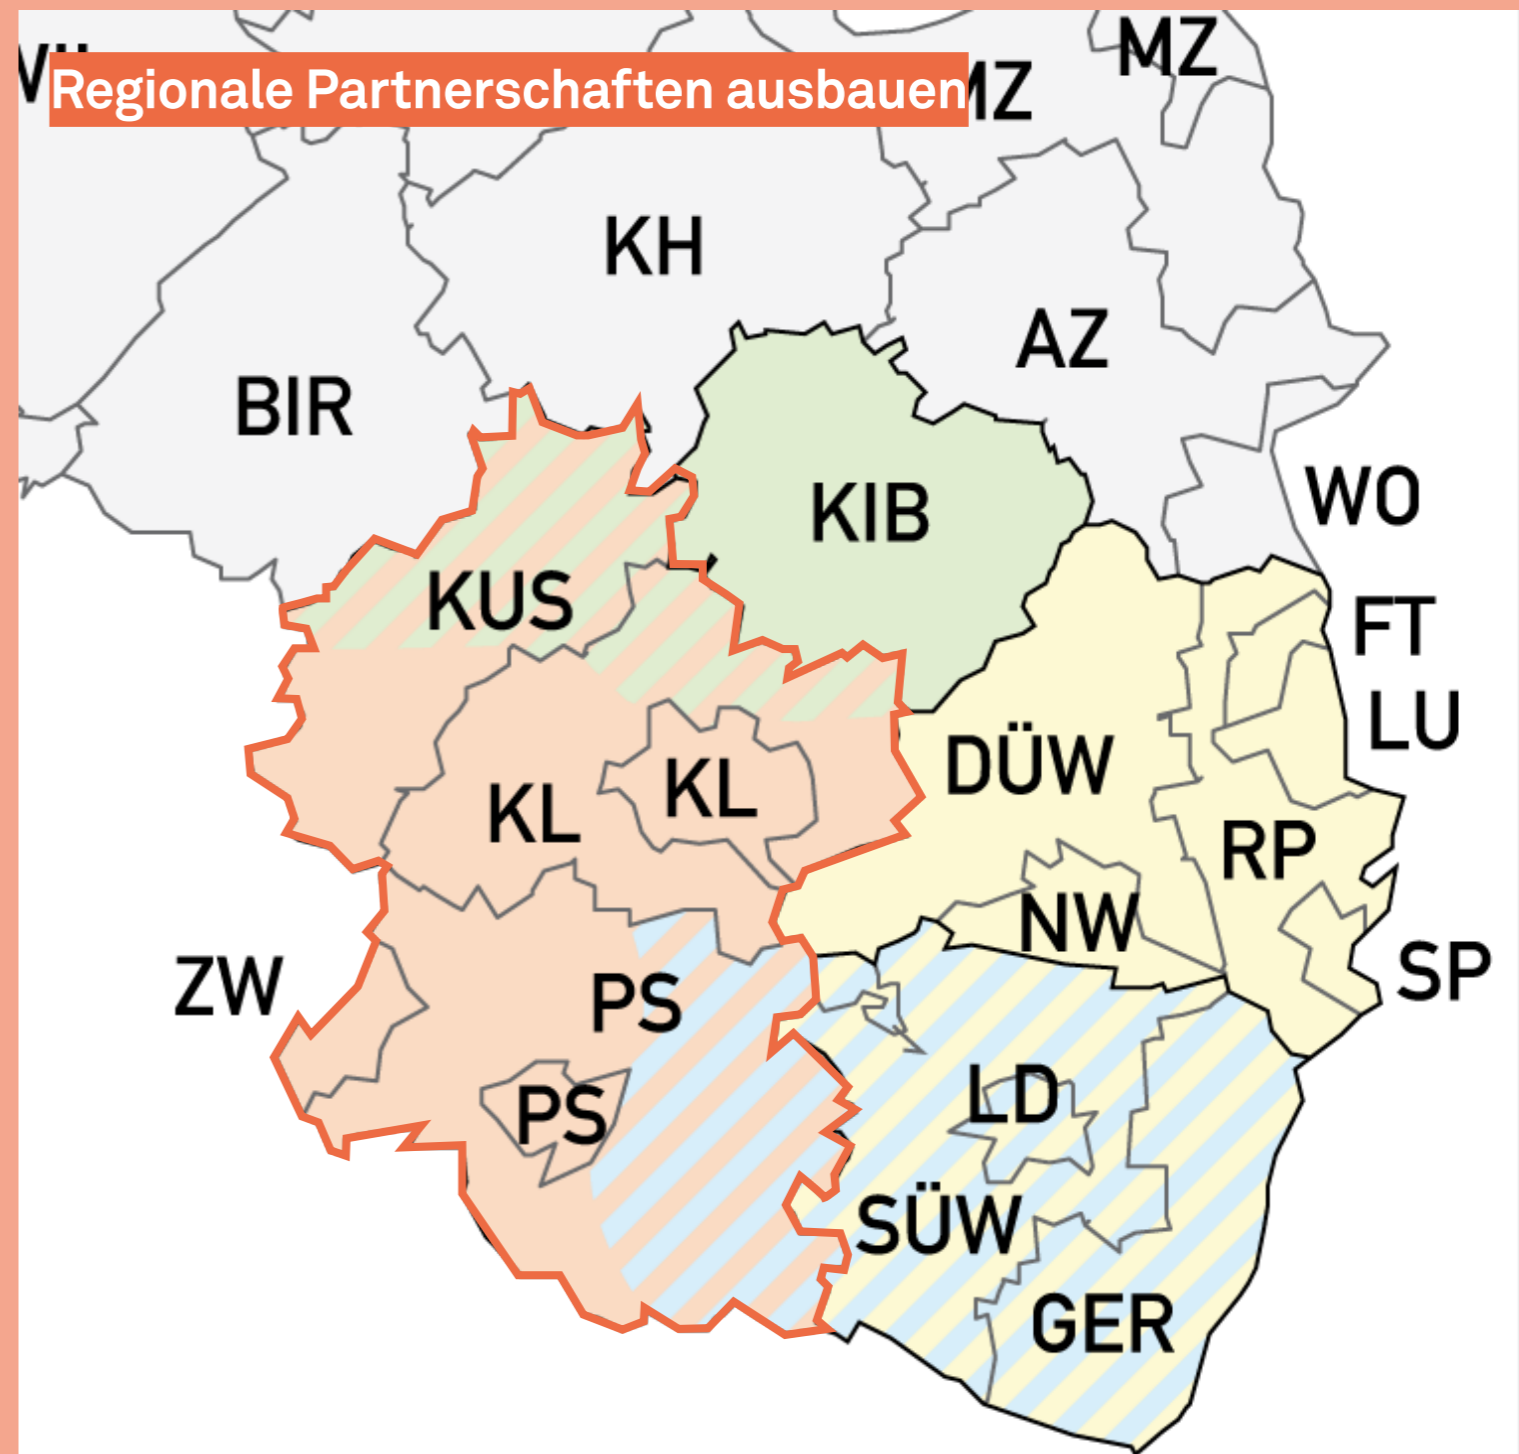 MZ
Regionale Partnerschaften ausbauen
MZ
KH
AZ
BIR
WO
KIB
KUS
FT
LU
DÜW
KL
KL
RP
NW
ZW
SP
PS
LD
PS
SÜW
GER